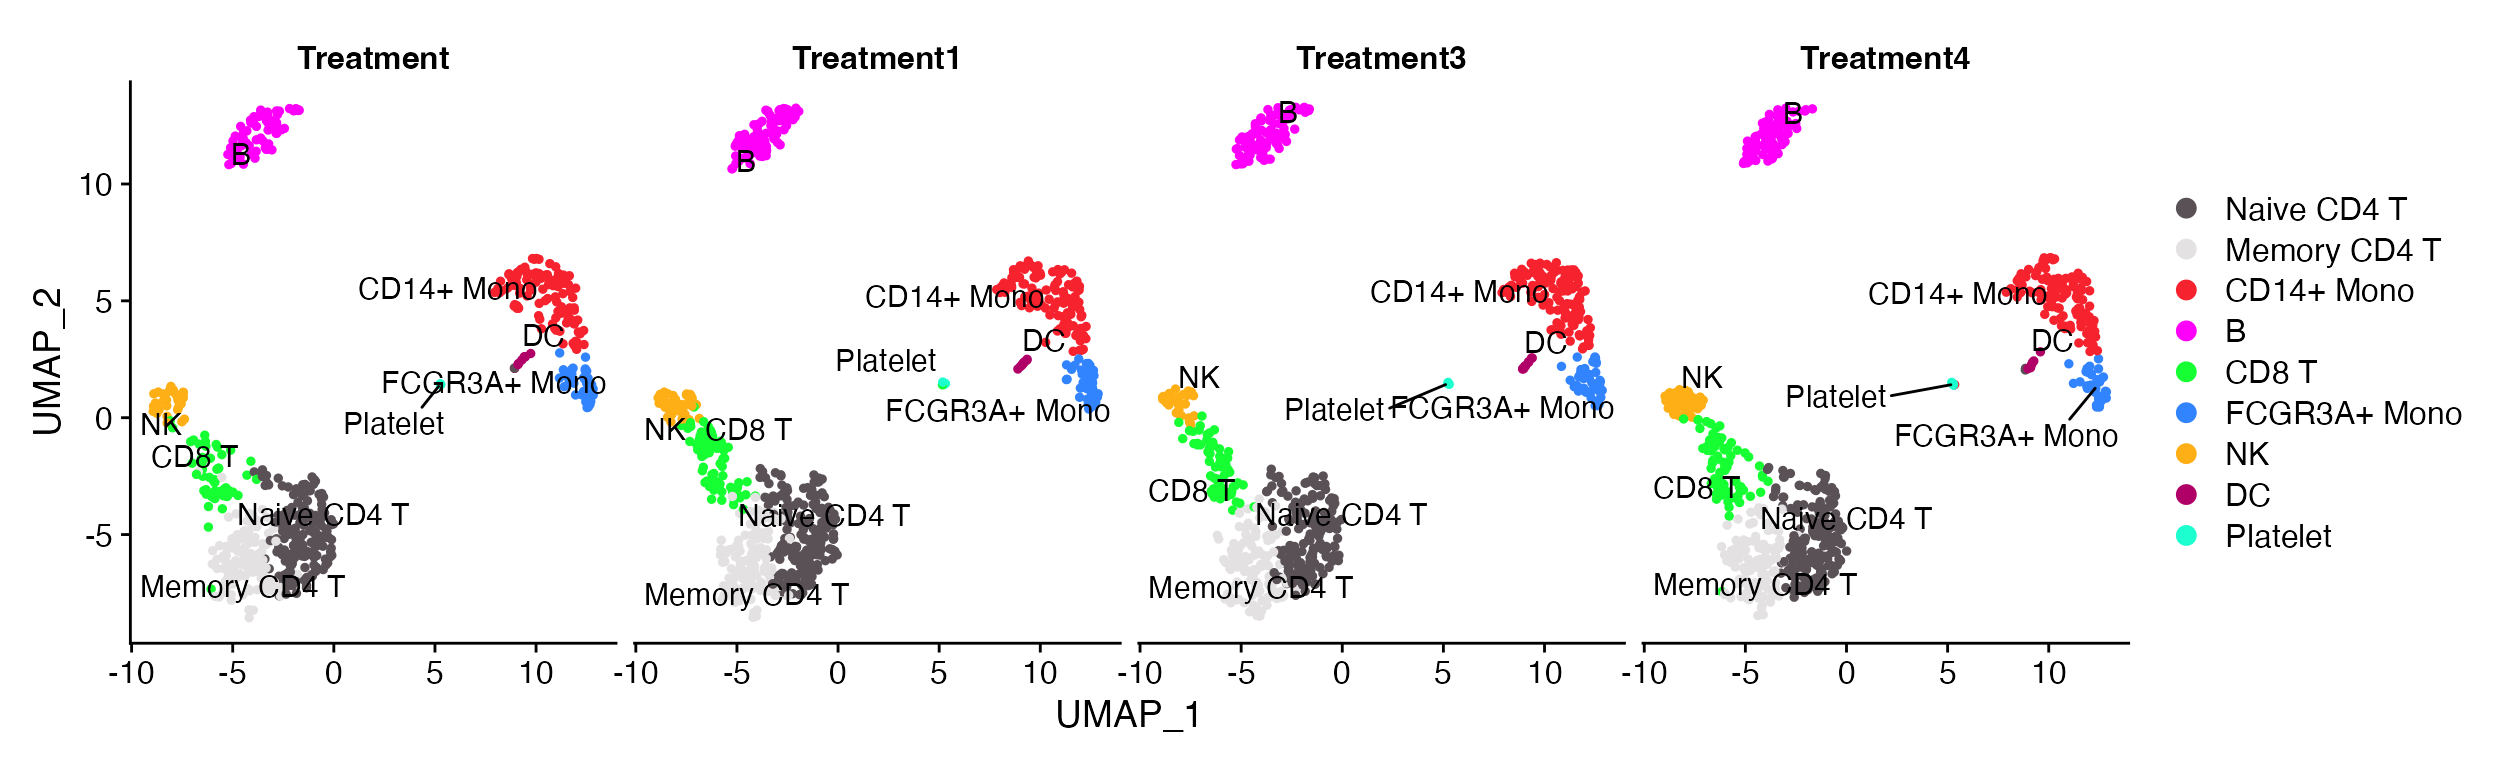 Treatment
Treatment1
Treatment3
Treatment4
UMAP_2
10
5
0
-5
B
CD14+ Mono
DC
FCGR3A+ Mono
Platelet
NK
CD8 T
Naive CD4 T
Memory CD4 T
B
CD14+ Mono
DC
Platelet
FCGR3A+ Mono
NK
CD8 T
Naive CD4 T
Memory CD4 T
B
CD14+ Mono
DC
NK
Platelet
FCGR3A+ Mono
CD8 T
Naive CD4 T
Memory CD4 T
B
CD14+ Mono
DC
NK
Platelet
FCGR3A+ Mono
CD8 T
Naive CD4 T
Memory CD4 T
-10 -5 0 5 10
-10 -5 0 5 10
-10 -5 0 5 10
-10 -5 0 5 10
UMAP_1
Naive CD4 T
Memory CD4 T
CD14+ Mono
B
CD8 T
FCGR3A+ Mono
NK
DC
Platelet